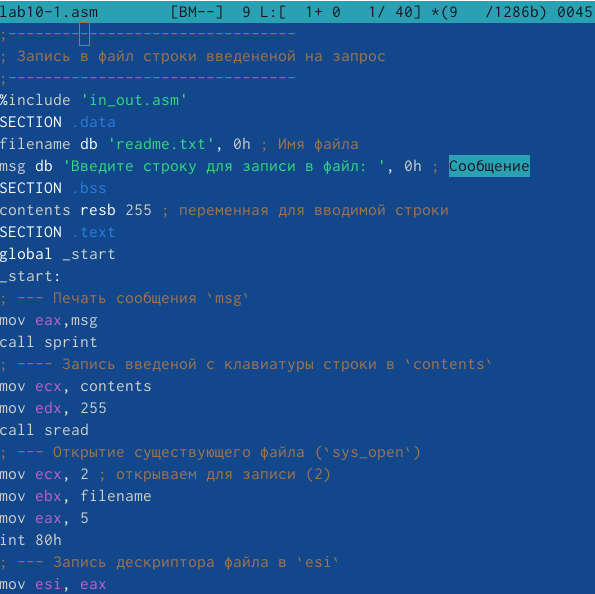 lab10-1.asm [BM--] 9 L:[ 1+ 0 1/ 40] *(9 /1286b) 0045
;--------------------------------
; Запись в файл строки введененой на запрос
;--------------------------------
%include 'in_out.asm'
SECTION .data
filename db 'readme.txt', 0h ; Имя файла
msg db 'Введите строку для записи в файл: ', 0h ; Сообщение
SECTION .bss
contents resb 255 ; переменная для вводимой строки
SECTION .text
global _start
_start:
; --- Печать сообщения `msg`
mov eax,msg
call sprint
; ---- Запись введеной с клавиатуры строки в `contents`
mov ecx, contents
mov edx, 255
call sread
; --- Открытие существующего файла (`sys_open`)
mov ecx, 2 ; открываем для записи (2)
mov ebx, filename
mov eax, 5
int 80h
; --- Запись дескриптора файла в `esi`
mov esi, eax